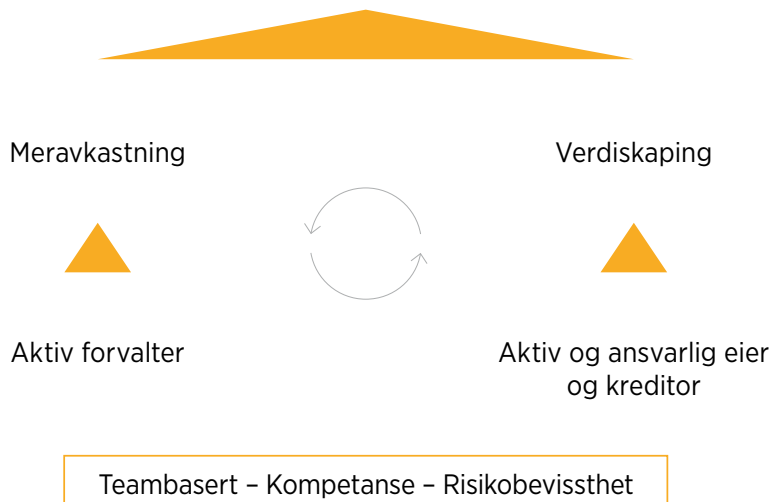 Meravkastning
Verdiskaping
Aktiv forvalter
Aktiv og ansvarlig eier
og kreditor
Teambasert – Kompetanse – Risikobevissthet